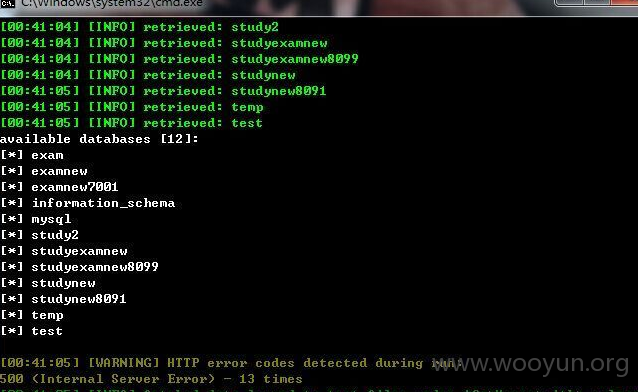 C:\Windows\system32\cmd.exe
[00:41:04] [INFO] retrieved: study2
[00:41:04] [INFO] retrieved: studyexamnew
[00:41:04] [INFO] retrieved: studyexamnew8099
[00:41:04] [INFO] retrieved: studynew
[00:41:05] [INFO] retrieved: studynew8091
[00:41:05] [INFO] retrieved: temp
[00:41:05] [INFO] retrieved: test
available databases [12]:
[*] exam
[*] examnew
[*] examnew7001
[*] information_schema
[*] mysql
[*] study2
[*] studyexamnew
[*] studyexamnew8099
[*] studynew
[*] studynew8091
[*] temp
[*] test
[00:41:05] [WARNING] HTTP error codes detected during run:
www.wooyun.org
500 (Internal Server Error) - 13 times